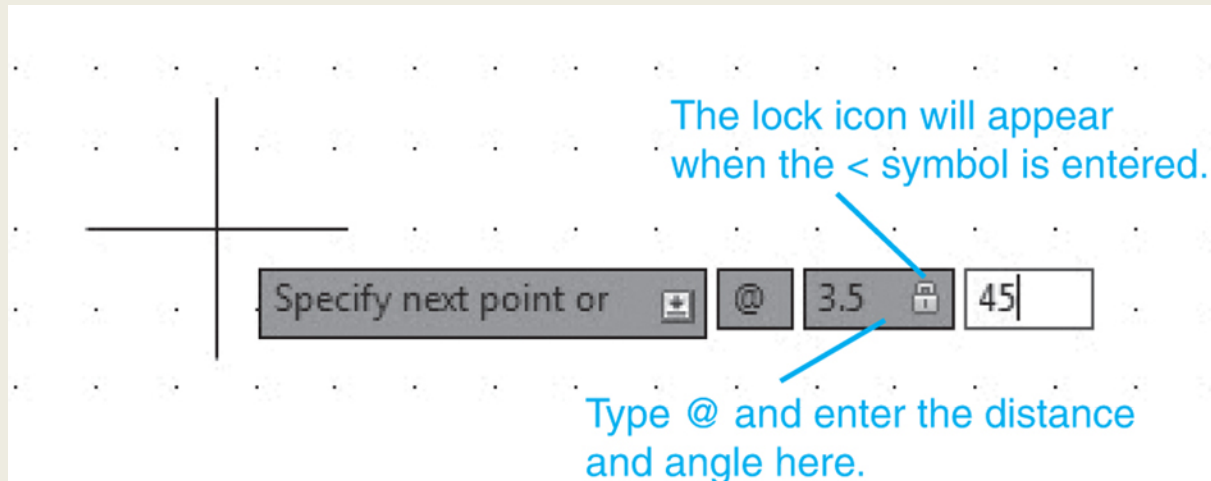 The lock icon will appear
when the < symbol is entered.
Specify next point or @ 3.5 45
Type @ and enter the distance
and angle here.